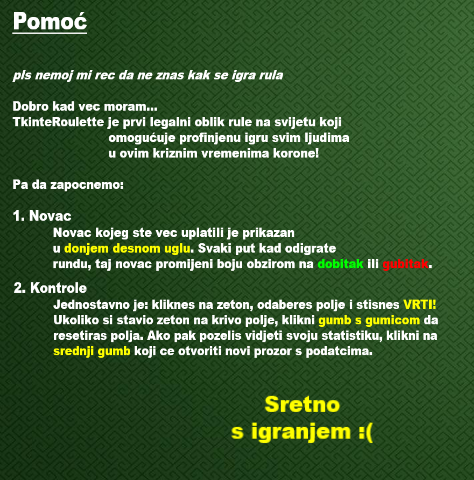 Pomoć
pls nemoj mi rec da ne znas kak se igra rula
Dobro kad vec moram...
TkinteRoulette je prvi legalni oblik rule na svijetu koji
omogućuje profinjenu igru svim ljudima
u ovim kriznim vremenima korone!
Pa da zapocnemo:
1. Novac
Novac kojeg ste vec uplatili je prikazan
u donjem desnom uglu. Svaki put kad odigrate
rundu, taj novac promijeni boju obzirom na dobitak ili gubitak.
2. Kontrole
Jednostavno je: kliknes na zeton, odaberes polje i stisnes VRTI!
Ukoliko si stavio zeton na krivo polje, klikni gumb s gumicom da
resetiras polja. Ako pak pozelis vidjeti svoju statistiku, klikni na
srednji gumb koji ce otvoriti novi prozor s podatcima.
Sretno
s igranjem :(